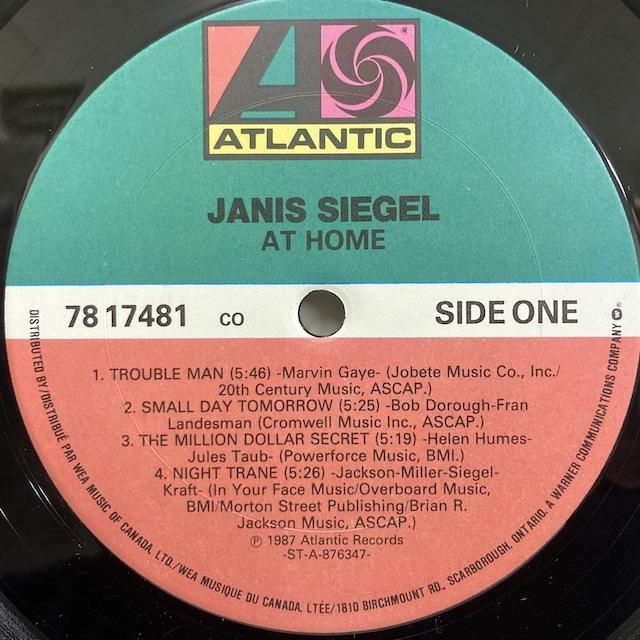 ATLANTIC
JANIS SIEGEL
AT HOME
78 17481 CO
SIDE ONE
1. TROUBLE MAN (5:46) -Marvin Gaye- (Jobete Music Co., Inc./
20th Century Music, ASCAP.)
2. SMALL DAY TOMORROW (5:25) -Bob Dorough-Fran
Landesman (Cromwell Music Inc., ASCAP.)
3. THE MILLION DOLLAR SECRET (5:19) -Helen Humes-
Jules Taub- (Powerforce Music, BMI.)
4. NIGHT TRANE (5:26) -Jackson-Miller-Siegel-
Kraft- (In Your Face Music/Overboard Music,
BMI/Morton Street Publishing/Brian R.
Jackson Music, ASCAP.)
℗ 1987 Atlantic Records
-ST-A-876347-
DISTRIBUTED BY/DISTRIBUÉ PAR WEA MUSIC OF CANADA, LTD./WEA MUSIQUE DU CANADA, LTÉE/1810 BIRCHMOUNT RD., SCARBOROUGH, ONTARIO. A WARNER COMMUNICATIONS COMPANY